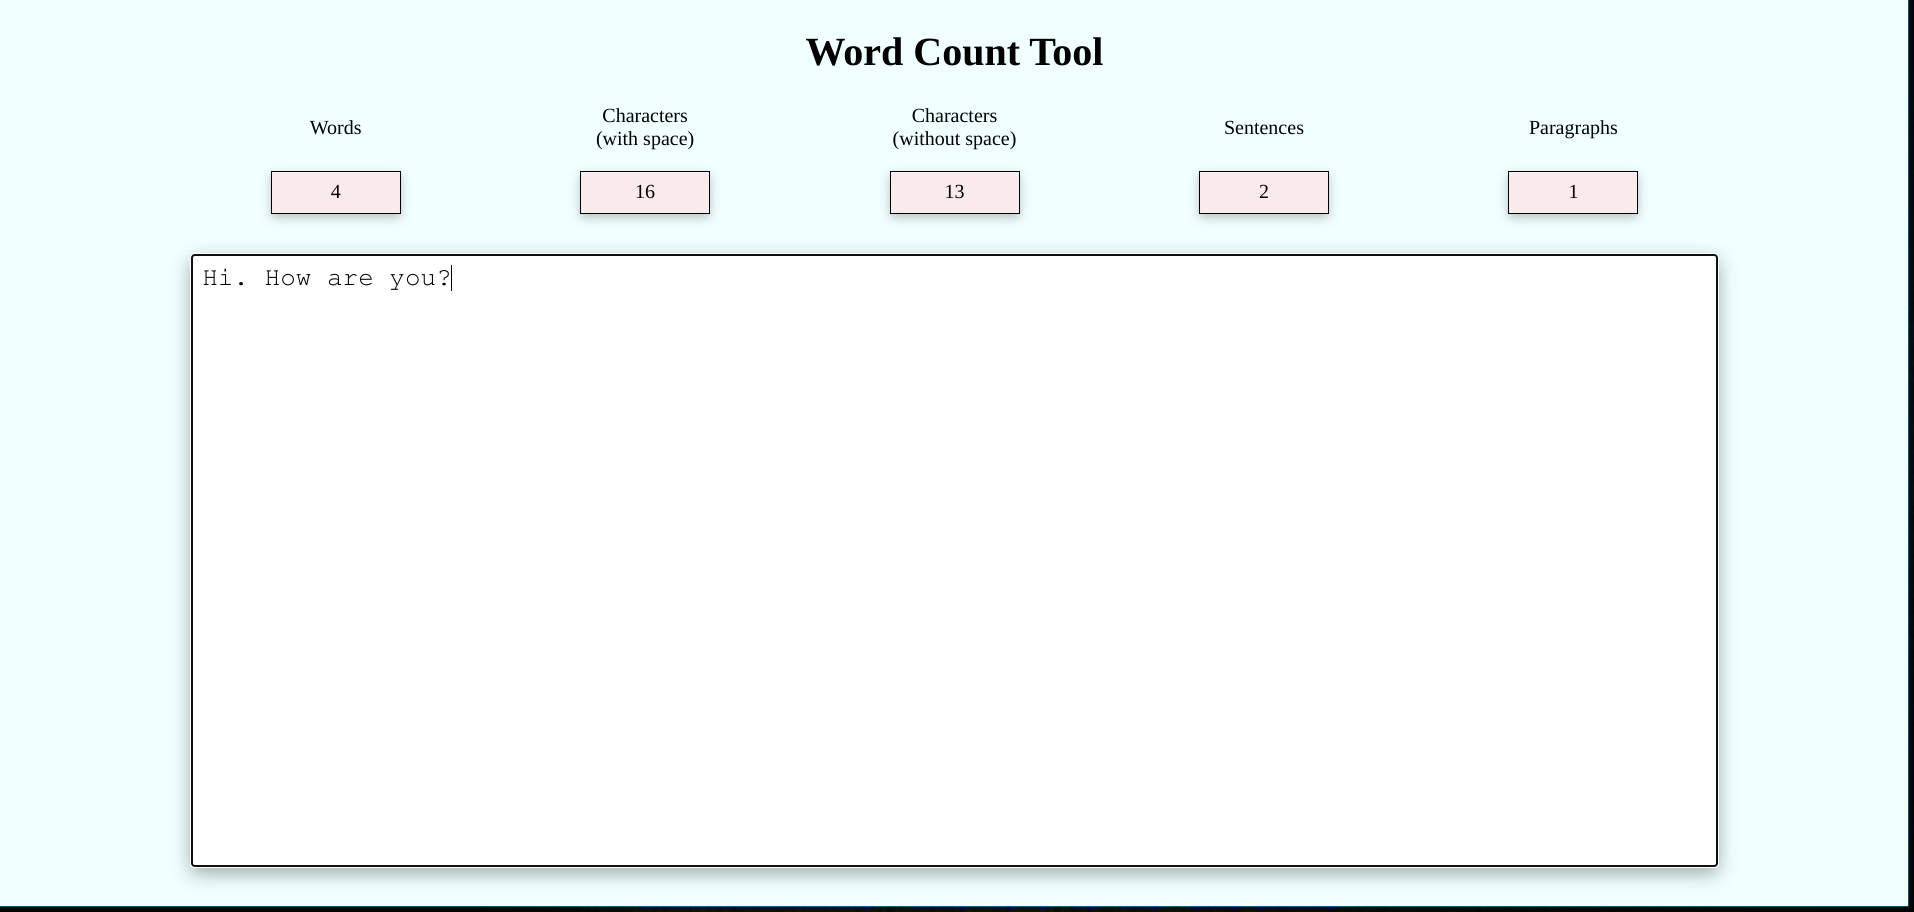 Word Count Tool
Words
Characters
(with space)
Characters
(without space)
Sentences
Paragraphs
4
16
13
2
1
Hi. How are you?